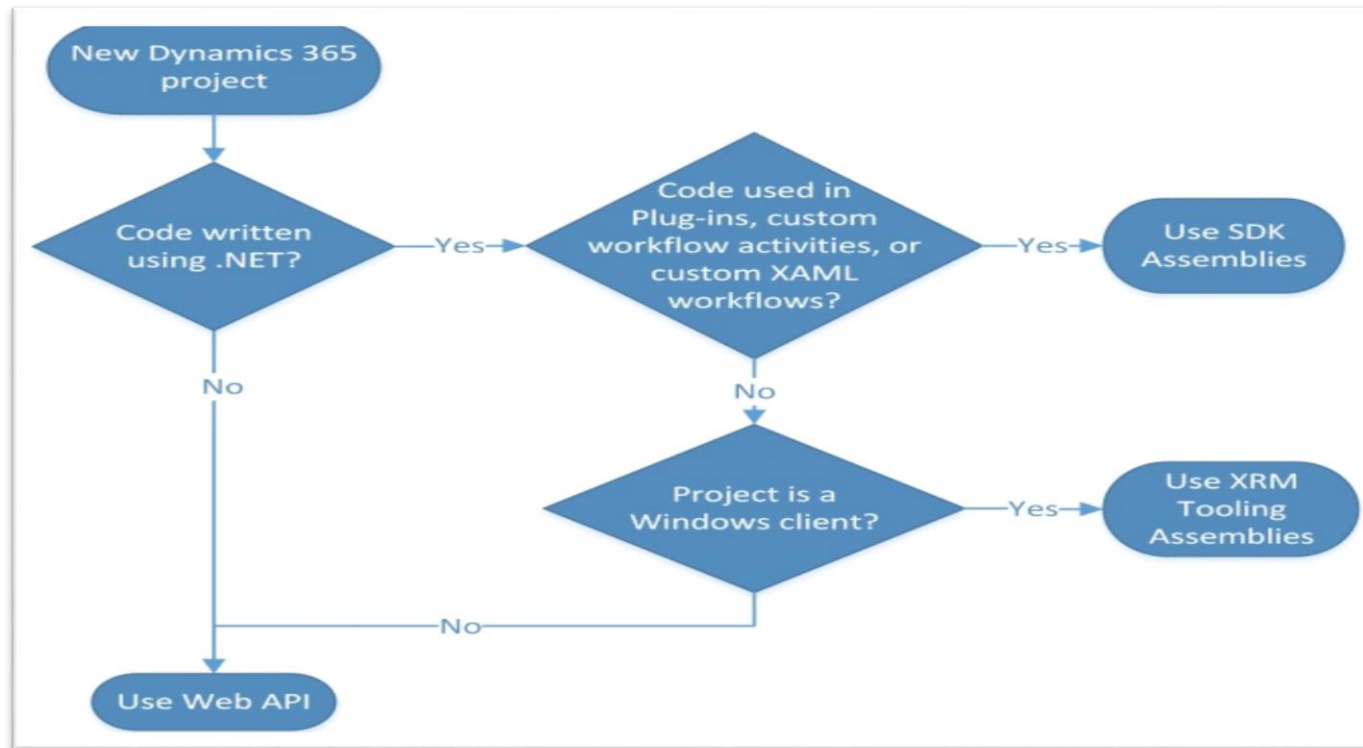 New Dynamics 365
project
Code written
using .NET?
Yes
Code used in
Plug-ins, custom
workflow activities, or
custom XAML
workflows?
Yes
Use SDK
Assemblies
No
No
Project is a
Windows client?
Yes
Use XRM
Tooling
Assemblies
No
Use Web API